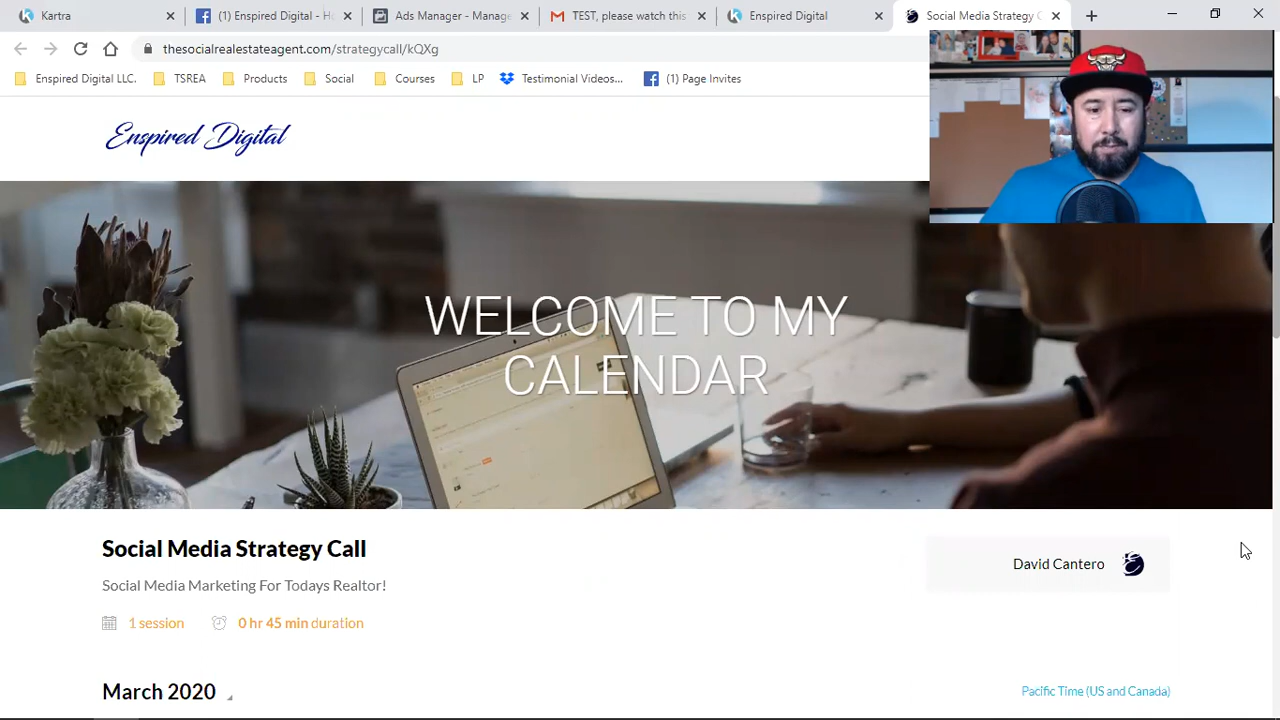 Kartra
(1) Enspired Digital - H
Ads Manager - Manage
TEST, please watch this
Enspired Digital
Social Media Strategy C
thesocialrealestateagent.com/strategycall/kQXg
Enspired Digital LLC.
TSREA
Products
LP
Testimonial Videos...
(1) Page Invites
Enspired Digital
WELCOME TO MY
CALENDAR
Social Media Strategy Call
David Cantero
Social Media Marketing For Todays Realtor!
1 session
0 hr 45 min duration
March 2020
Pacific Time (US and Canada)